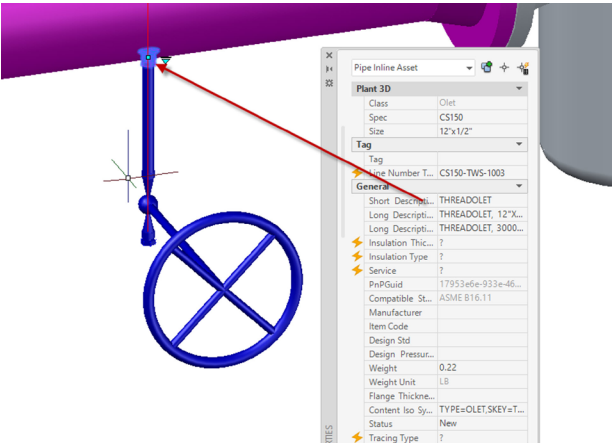 Pipe Inline Asset
Plant 3D
Class Olet
Spec CS150
Size 12"x1/2"
Tag
Tag
Line Number T... CS150-TWS-1003
General
Short Descripti... THREADOLET
Long Descripti... THREADOLET, 12"X...
Long Descripti... THREADOLET, 3000...
Insulation Thic... ?
Insulation Type ?
Service ?
PnPGuid 17953e6e-933e-46...
Compatible St... ASME B16.11
Manufacturer
Item Code
Design Std
Design Pressur...
Weight 0.22
Weight Unit LB
Flange Thickne...
Content Iso Sy... TYPE=OLET,SKEY=T...
Status New
Tracing Type ?